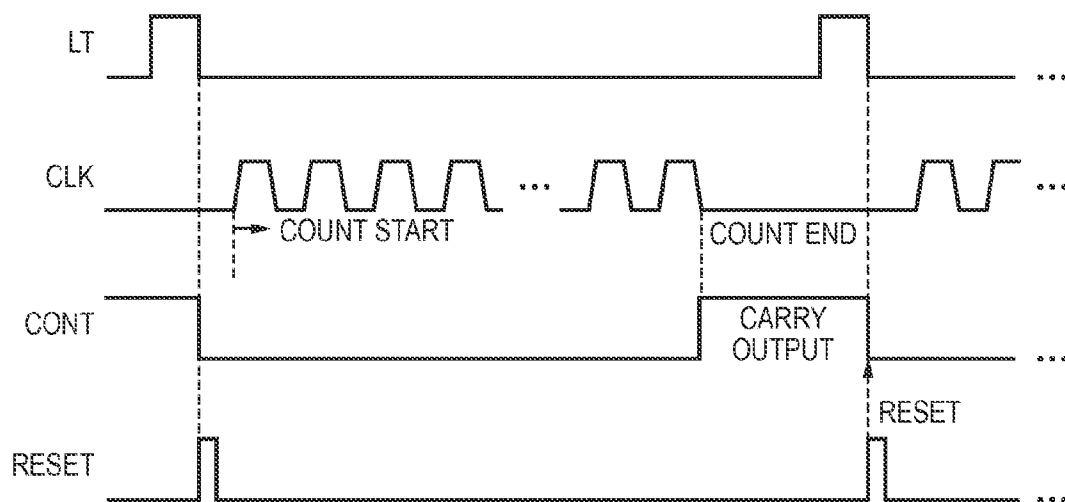 LT
...
CLK
...
...
COUNT START
COUNT END
CONT
CARRY
OUTPUT
...
RESET
RESET
...